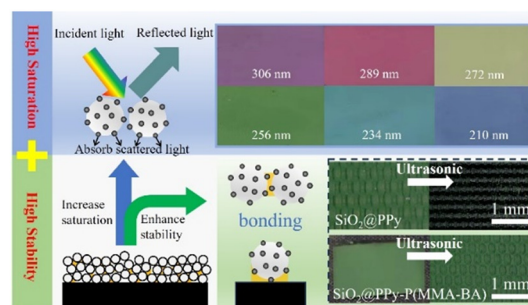 High Saturation
+
High Stability
Incident light
Reflected light
Absorb scattered light
306 nm
289 nm
272 nm
256 nm
234 nm
210 nm
Increase
saturation
Enhance
stability
bonding
Ultrasonic
1 mm
SiO₂@PPy
Ultrasonic
1 mm
SiO₂@PPy-P(MMA-BA)